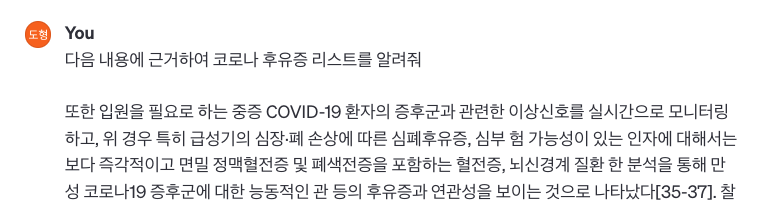 도형
You
다음 내용에 근거하여 코로나 후유증 리스트를 알려줘
또한 입원을 필요로 하는 중증 COVID-19 환자의 증후군과 관련한 이상신호를 실시간으로 모니터링
하고, 위 경우 특히 급성기의 심장·폐 손상에 따른 심폐후유증, 심부 험 가능성이 있는 인자에 대해서는
보다 즉각적이고 면밀 정맥혈전증 및 폐색전증을 포함하는 혈전증, 뇌신경계 질환 한 분석을 통해 만
성 코로나19 증후군에 대한 능동적인 관 등의 후유증과 연관성을 보이는 것으로 나타났다[35-37]. 찰